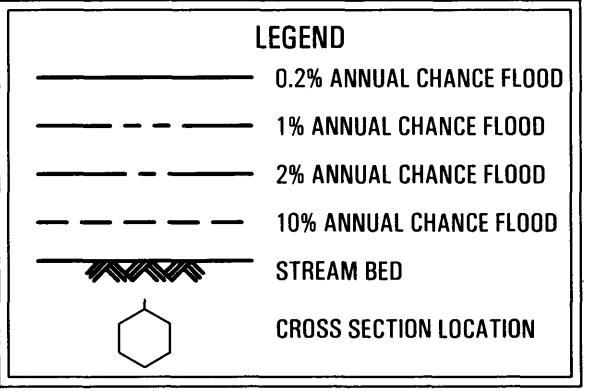 LEGEND
0.2% ANNUAL CHANCE FLOOD
1% ANNUAL CHANCE FLOOD
2% ANNUAL CHANCE FLOOD
10% ANNUAL CHANCE FLOOD
STREAM BED
CROSS SECTION LOCATION